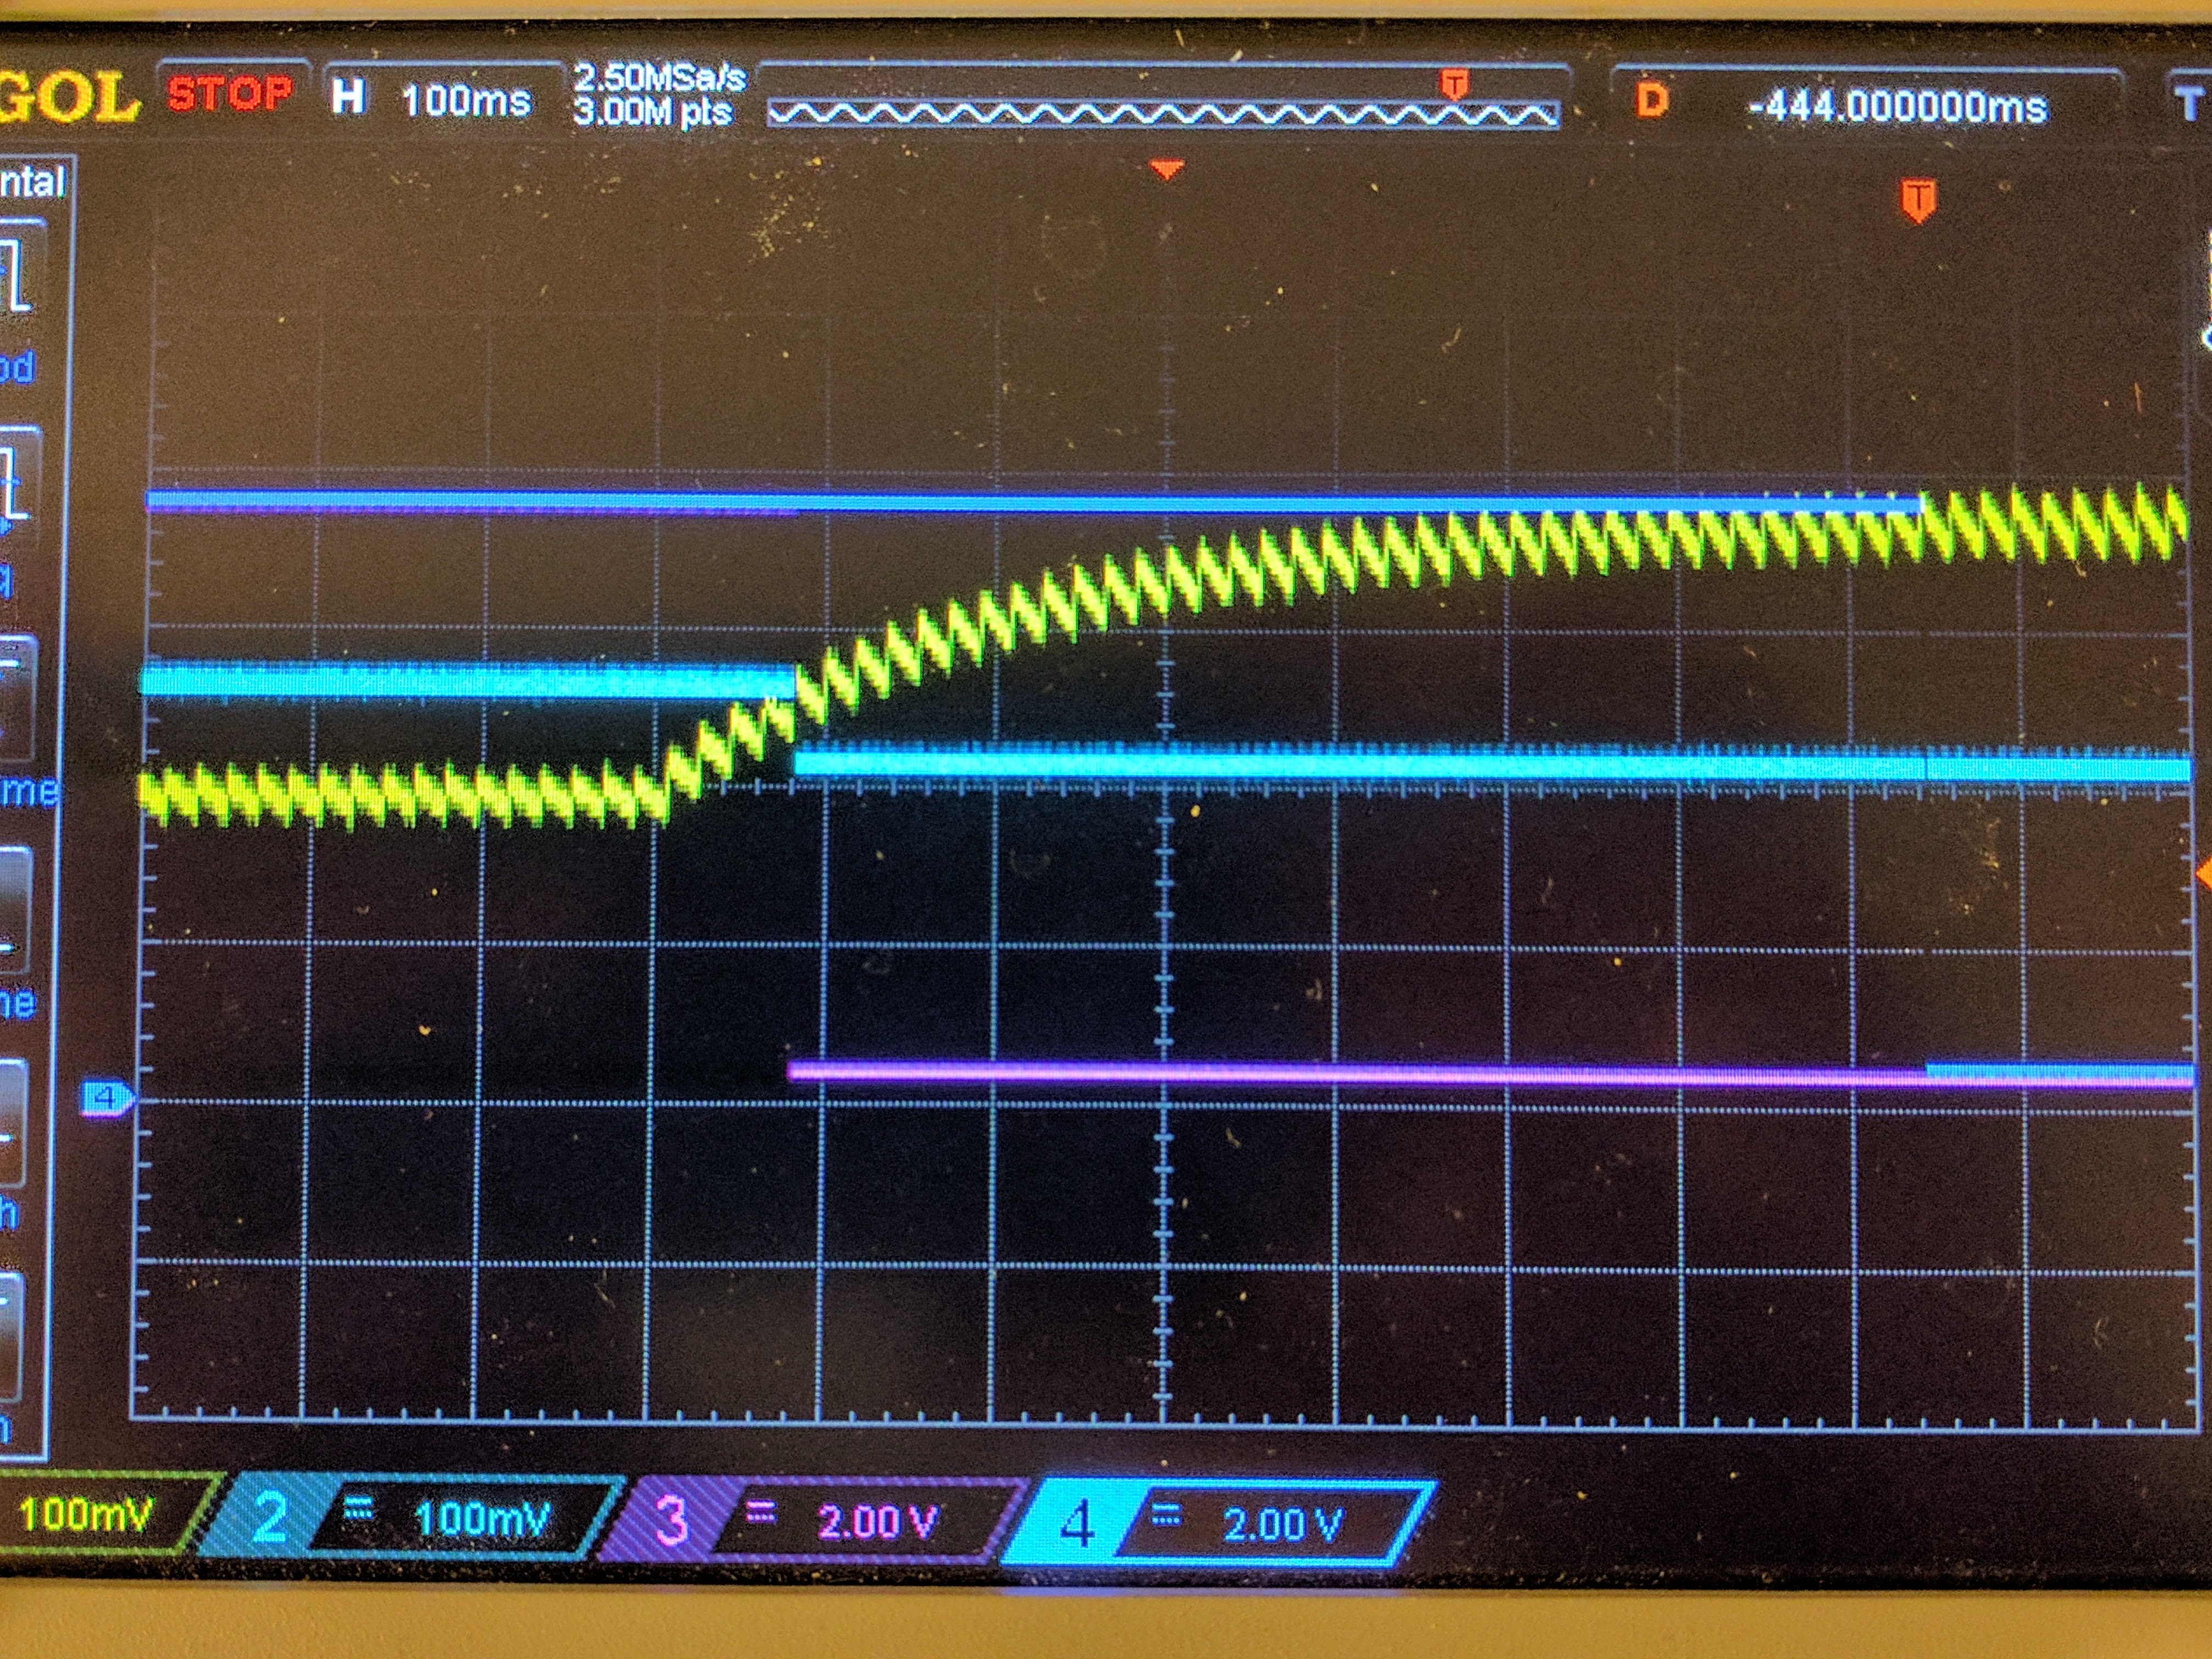 GOL STOP H 100ms 2.50MSa/s 3.00M pts T D -444.000000ms T
ntal
T
od
me
ne
4
h
100mV 2 100mV 3 2.00 V 4 2.00 V